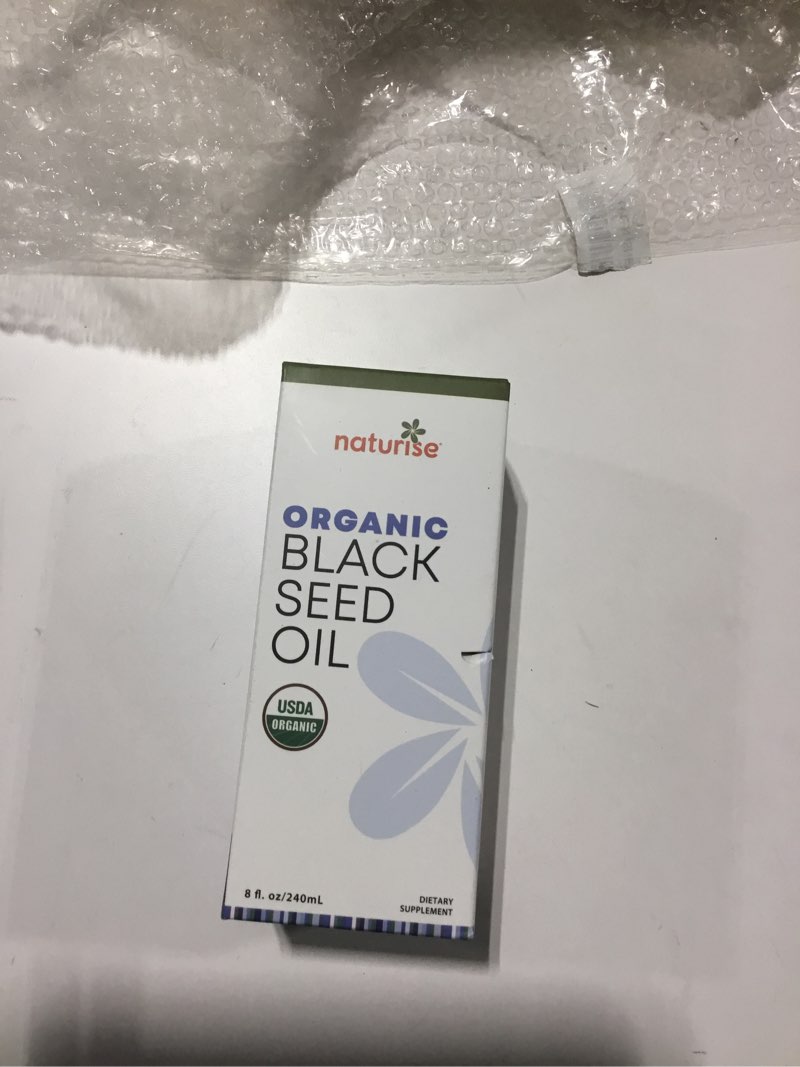 naturise
ORGANIC
BLACK
SEED
OIL
USDA
ORGANIC
8 fl. oz/240mL
DIETARY
SUPPLEMENT